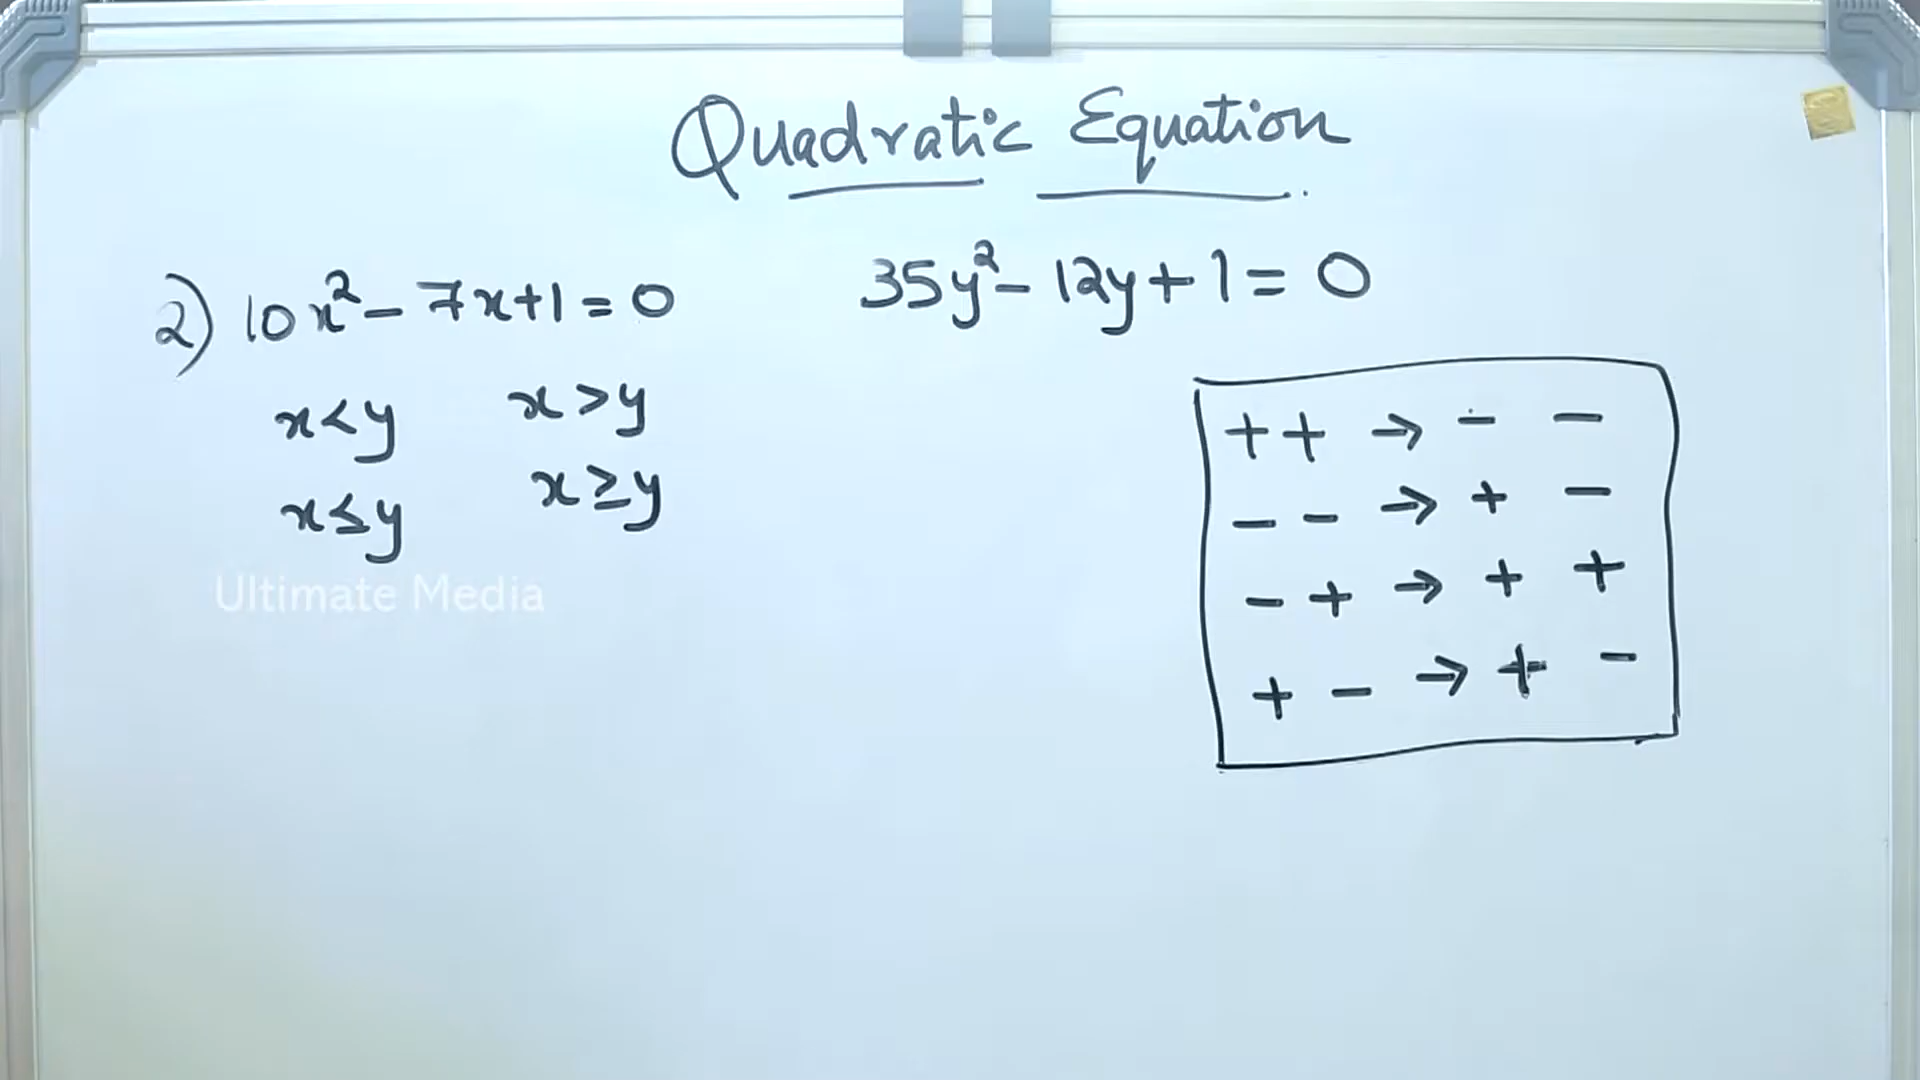 Quadratic Equation
2) 10x² - 7x+1=0
35y² - 12y+1=0
x<y x>y
x≤y x≥y
++ → - -
- - → + -
- + → + +
+ - → + -
Ultimate Media